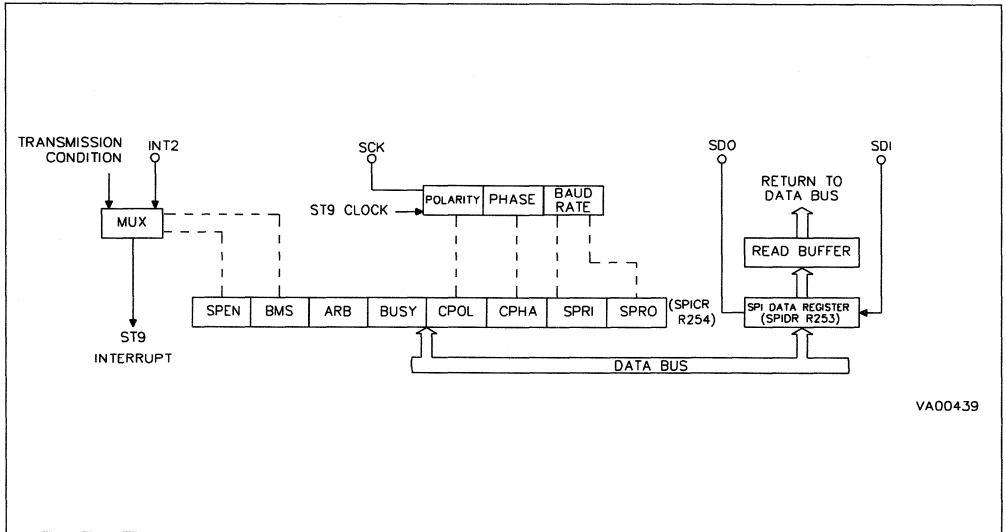 TRANSMISSION
CONDITION
INT2
MUX
ST9
INTERRUPT
SCK
ST9 CLOCK
POLARITY
PHASE
BAUD
RATE
SPEN
BMS
ARB
BUSY
CPOL
CPHA
SPRI
SPRO
(SPICR
R254)
SDO
SDI
RETURN TO
DATA BUS
READ BUFFER
SPI DATA REGISTER
(SPIDR R253)
DATA BUS
VA00439